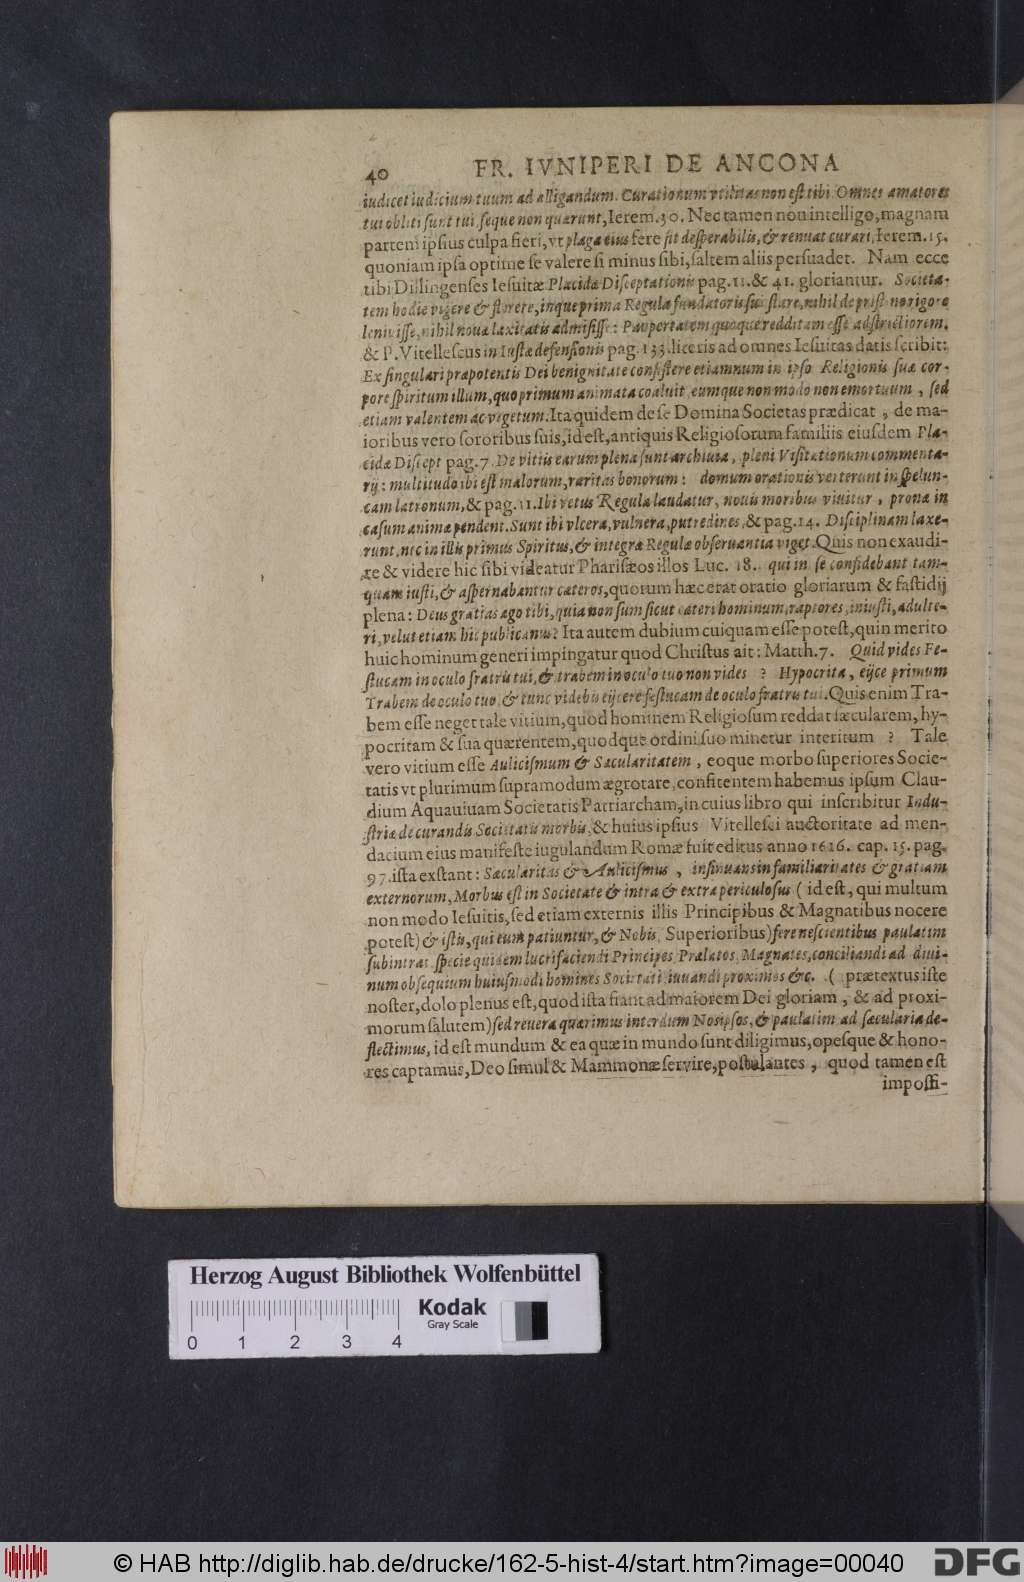 40 FR. IVNIPERI DE ANCONA
iudicet iudicium tuum ad alligandum. Curationum vtilitas non est tibi. Omnes amatores
tui obliti sunt tui, seque non quærunt, Ierem. 30. Nec tamen non intelligo, magnam
partem ipsius culpa fieri, vt plaga eius fere sit desperabilis, & renuat curari, Ierem. 15.
quoniam ipsa optime se valere si minus sibi, saltem aliis persuadet. Nam ecce
tibi Dillingenses Iesuitæ Placidæ Disceptationis pag. 11. & 41. gloriantur. Societa-
tem hodie vigere & florere, inque prima Regula fundatoris sui stare, nihil de pristino rigore
leniuisse, nihil nouæ laxitatis admisisse: Paupertatem quoque redditam esse adstrictiorem.
& P. Vitellescus in Iustæ defensionis pag. 133. literis ad omnes Iesuitas datis scribit:
Ex singulari præpotentis Dei benignitate consistere etiamnum in ipso Religionis suæ cor-
pore spiritum illum, quo primum animata coaluit, eumque non modo non emortuum, sed
etiam valentem ac vegetum. Ita quidem de se Domina Societas prædicat, de ma-
ioribus vero sororibus suis, id est, antiquis Religiosorum familiis eiusdem Pla-
cidæ Discept pag. 7. De vitiis earum plena sunt archiua, pleni Visitationum commenta-
rij: multitudo ibi est malorum, raritas bonorum: domum orationis verterunt in spelun-
cam latronum, & pag. 11. Ibi vetus Regula laudatur, nouis moribus viuitur, prona in
casum animæ pendent. Sunt ibi vlcera, vulnera, putredines, & pag. 14. Disciplinam laxe-
runt, nec in illis primus Spiritus, & integræ Regulæ obseruantia viget. Quis non exaudi-
re & videre hic sibi videatur Pharisæos illos Luc. 18. qui in se confidebant tam-
quam iusti, & aspernabantur cæteros, quorum hæc erat oratio gloriarum & fastidij
plena: Deus gratias ago tibi, quia non sum sicut cæteri hominum, raptores, iniusti, adulte-
ri, velut etiam hic publicanus? Ita autem dubium cuiquam esse potest, quin merito
huic hominum generi impingatur quod Christus ait: Matth. 7. Quid vides Fe-
stucam in oculo fratris tui, & trabem in oculo tuo non vides? Hypocrita, eijce primum
Trabem de oculo tuo, & tunc videbis eijcere festucam de oculo fratris tui. Quis enim Tra-
bem esse neget tale vitium, quod hominem Religiosum reddat sæcularem, hy-
pocritam & sua quærentem, quodque ordini suo minetur interitum? Tale
vero vitium esse Aulicismum & Sæcularitatem, eoque morbo superiores Socie-
tatis vt plurimum supramodum ægrotare, confitentem habemus ipsum Clau-
dium Aquauiuam Societatis Patriarcham, in cuius libro qui inscribitur Indu-
striæ de curandis Societatis morbis, & huius ipsius Vitellesci auctoritate ad men-
dacium eius manifeste iugulandum Romæ fuit editus anno 1616. cap. 15. pag.
97. ista exstant: Sæcularitas & Aulicismus, insinuans in familiaritates & gratiam
externorum, Morbus est in Societate & intra & extra periculosus (id est, qui multum
non modo Iesuitis, sed etiam externis illis Principibus & Magnatibus nocere
potest) & istis, qui eum patiuntur, & Nobis, Superioribus) fere nescientibus paulatim
subintrat, specie quidem lucrifaciendi Principes, Prælatos, Magnates, conciliandi ad diui-
num obsequium huiusmodi homines Societati iuuandi proximos &c. (prætextus iste
noster, dolo plenus est, quod ista fiant ad maiorem Dei gloriam, & ad proxi-
morum salutem) sed reuera quærimus interdum Nosipsos, & paulatim ad sæcularia de-
flectimus, id est mundum & ea quæ in mundo sunt diligimus, opesque & hono-
res captamus, Deo simul & Mammonæ servire, postulantes, quod tamen est
impossi-
Herzog August Bibliothek Wolfenbüttel
0 1 2 3 4
Kodak
Gray Scale
© HAB http://diglib.hab.de/drucke/162-5-hist-4/start.htm?image=00040
DFG